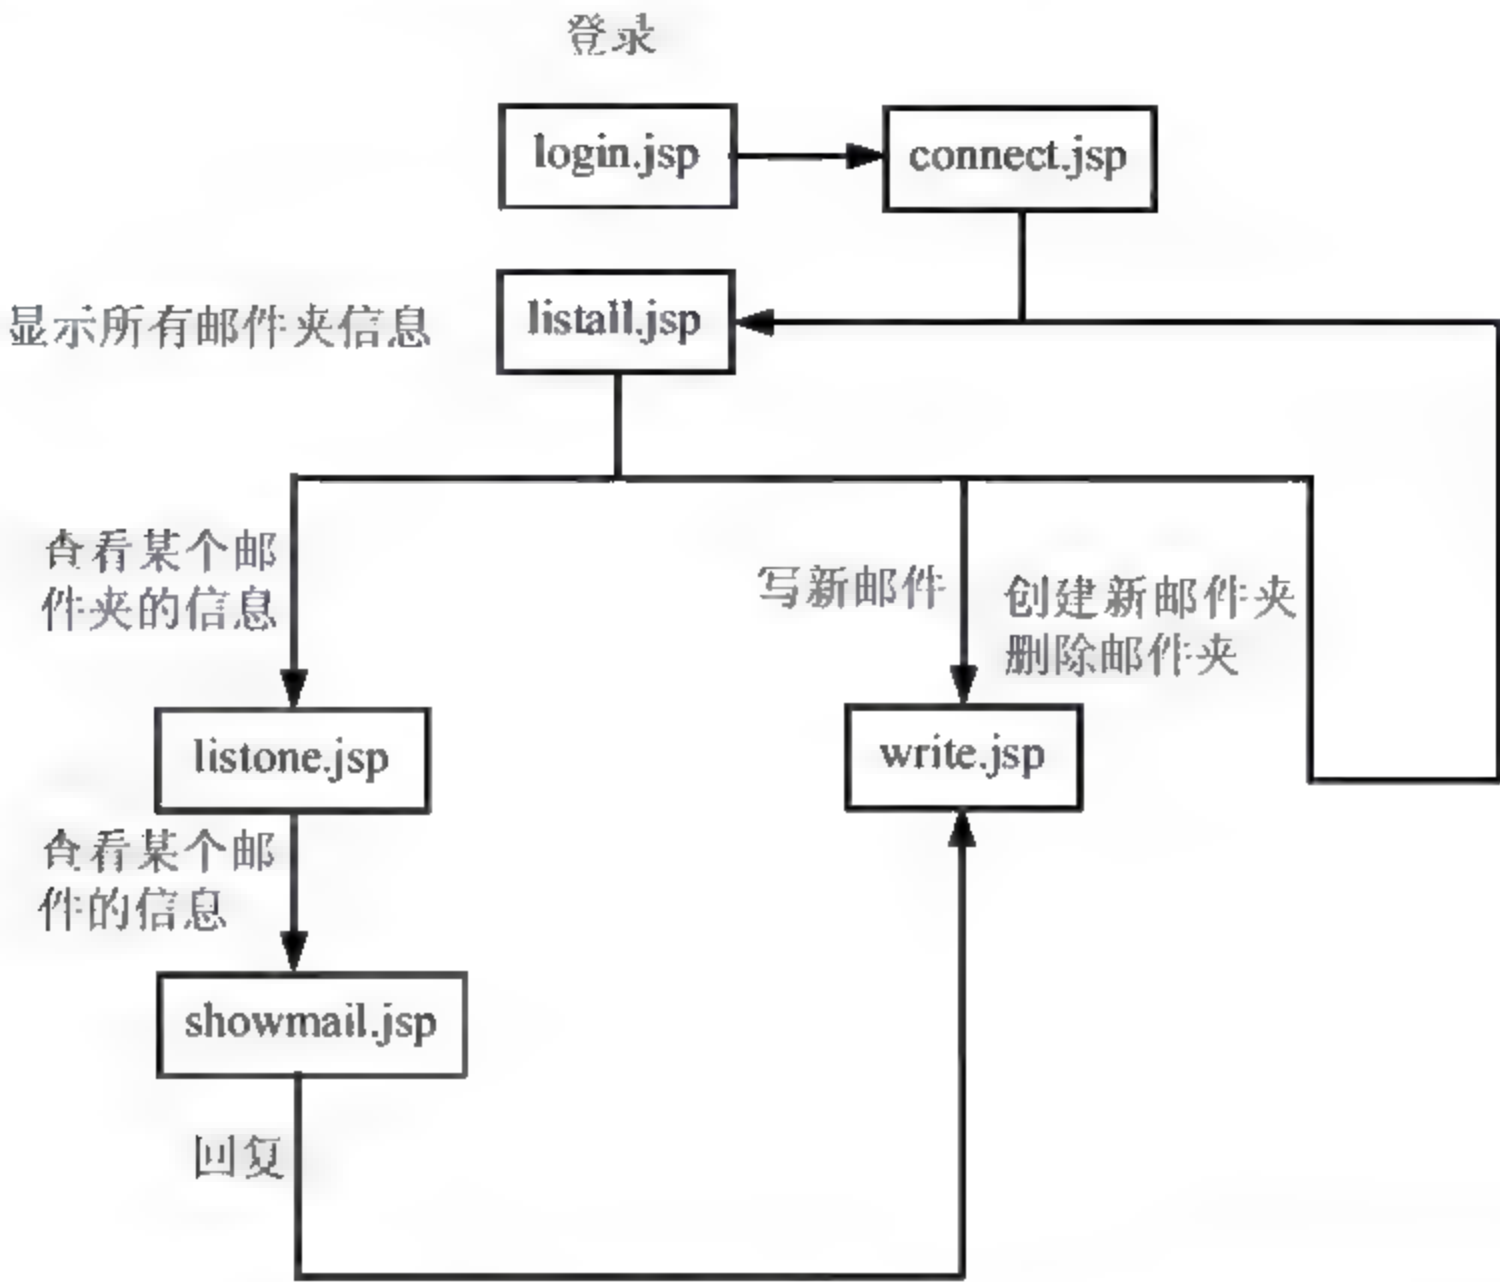 登录
login.jsp
connect.jsp
显示所有邮件夹信息
listall.jsp
查看某个邮
件夹的信息
写新邮件
创建新邮件夹
删除邮件夹
listone.jsp
write.jsp
查看某个邮
件的信息
showmail.jsp
回复